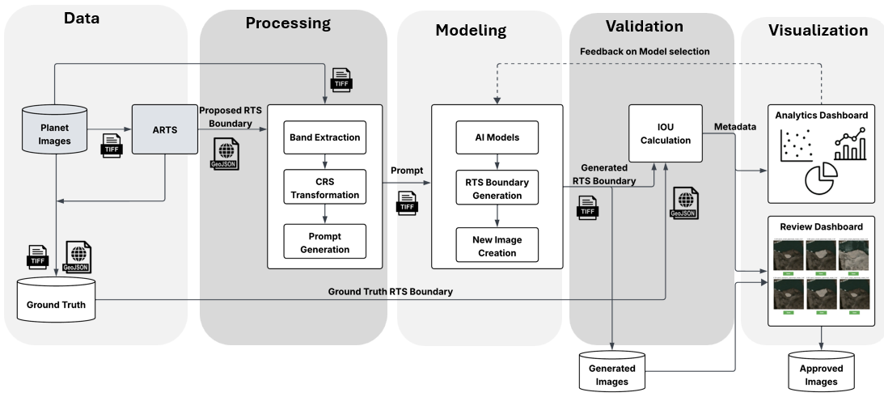 Data
Processing
Modeling
Validation
Visualization
Feedback on Model selection
TIFF
Planet
Images
TIFF
ARTS
Proposed RTS
Boundary
GeoJSON
Band Extraction
CRS
Transformation
Prompt
Generation
Prompt
TIFF
AI Models
RTS Boundary
Generation
New Image
Creation
Generated
RTS Boundary
TIFF
IOU
Calculation
GeoJSON
Metadata
Analytics Dashboard
Review Dashboard
TIFF
GeoJSON
Ground Truth
Ground Truth RTS Boundary
Generated
Images
Approved
Images